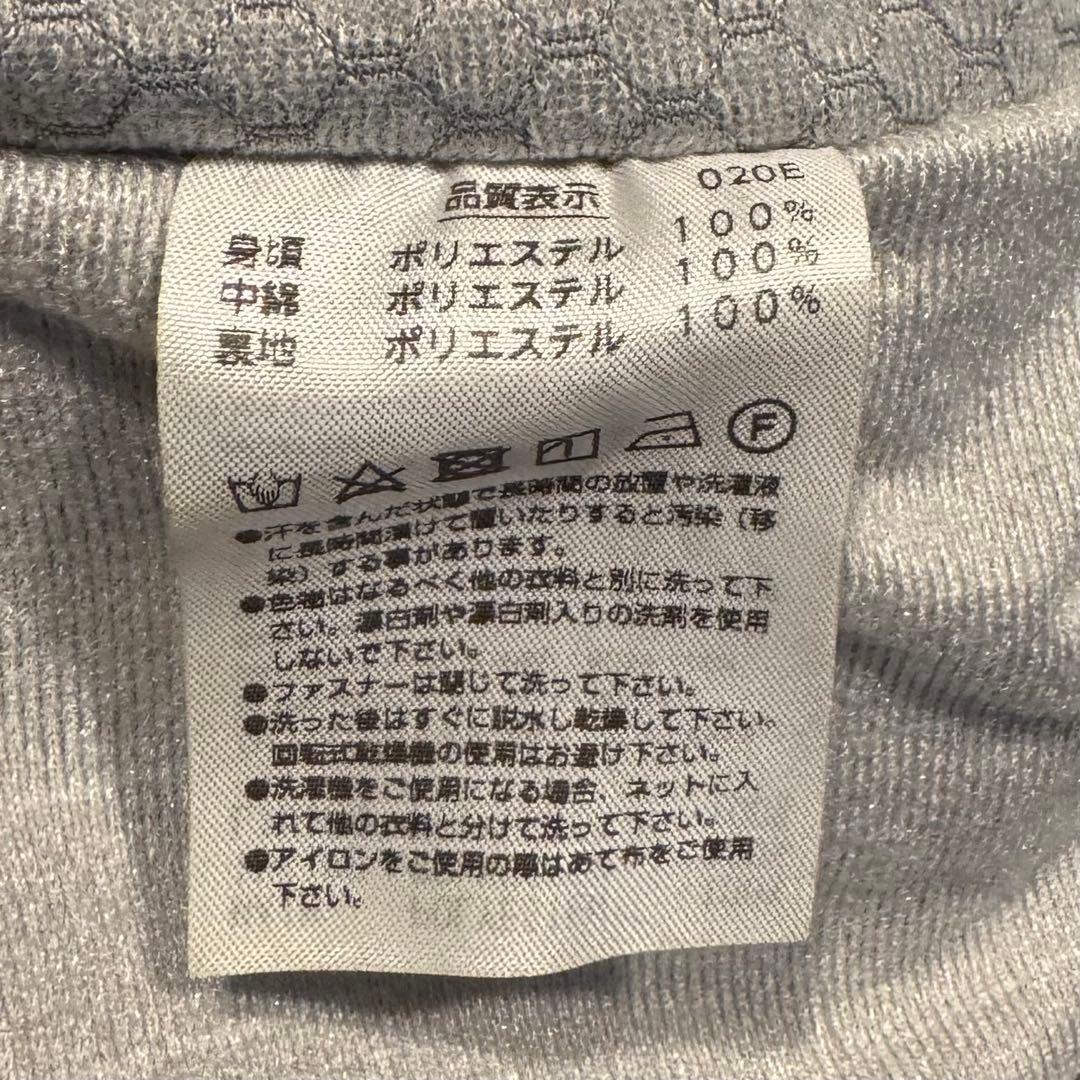 品質表示 020E
身頃 ポリエステル 100%
中綿 ポリエステル 100%
裏地 ポリエステル 100%
F
●汗を含んだ状態で長時間の放置や洗濯液
に長時間漬けて置いたりすると汚染(移
染)する事があります。
●色物はなるべく他の衣料と別に洗って下
さい。漂白剤や漂白剤入りの洗剤を使用
しないで下さい。
●ファスナーは閉じて洗って下さい。
●洗った後はすぐに脱水し乾燥して下さい。
回転式乾燥機の使用はお避け下さい。
●洗濯機をご使用になる場合、ネットに入
れて他の衣料と分けて洗って下さい。
●アイロンをご使用の際はあて布をご使用
下さい。